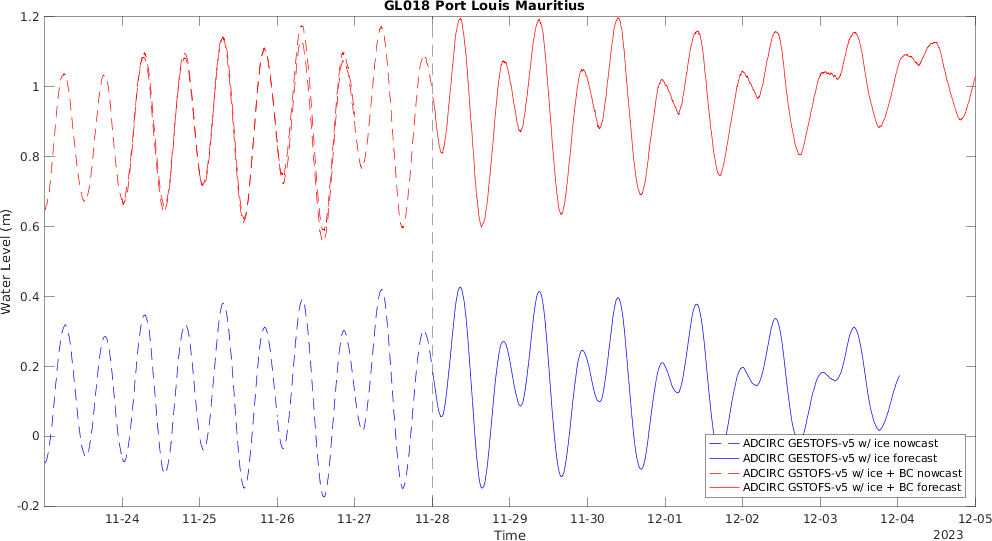 GL018 Port Louis Mauritius
1.2
1
0.8
0.6
0.4
0.2
0
-0.2
Water Level (m)
11-24 11-25 11-26 11-27 11-28 11-29 11-30 12-01 12-02 12-03 12-04 12-05
Time
2023
ADCIRC GESTOFS-v5 w/ ice nowcast
ADCIRC GESTOFS-v5 w/ ice forecast
ADCIRC GSTOFS-v5 w/ ice + BC nowcast
ADCIRC GSTOFS-v5 w/ ice + BC forecast